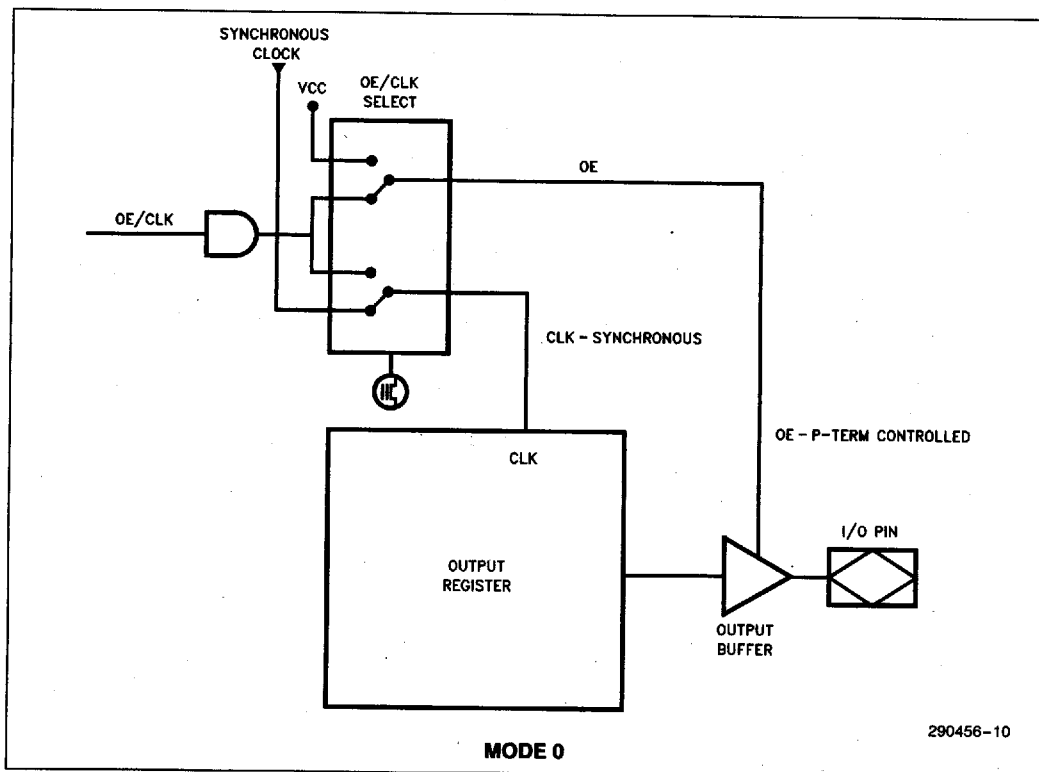 SYNCHRONOUS
CLOCK
VCC
OE/CLK
SELECT
OE
OE/CLK
CLK - SYNCHRONOUS
OE - P-TERM CONTROLLED
CLK
I/O PIN
OUTPUT
REGISTER
OUTPUT
BUFFER
290456-10
MODE 0